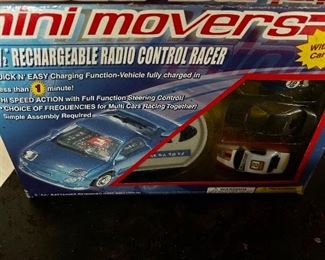 mini movers
RECHARGEABLE RADIO CONTROL RACER
QUICK N' EASY Charging Function-Vehicle fully charged in
less than 1 minute!
HI SPEED ACTION with Full Function Steering Control!
CHOICE OF FREQUENCIES for Multi Cars Racing Together!
Simple Assembly Required
WARNING